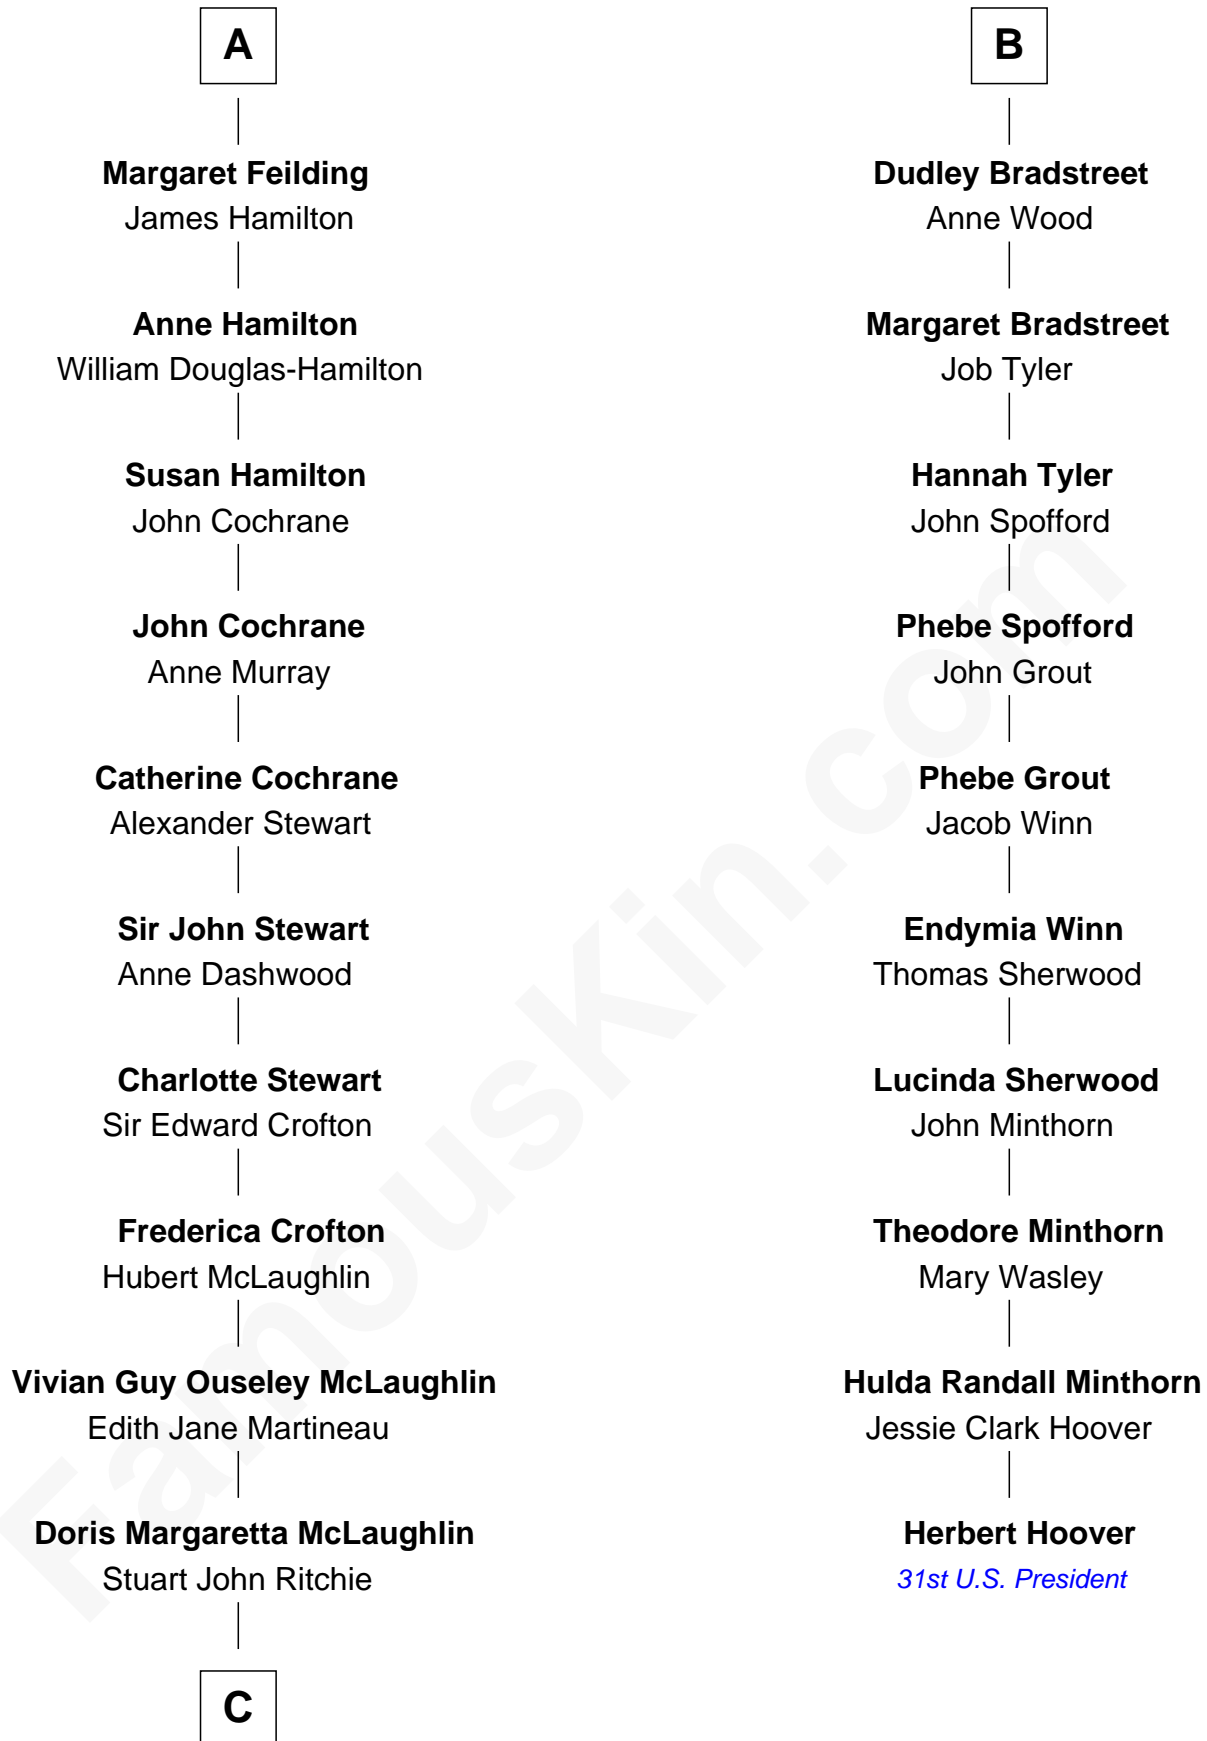 A
Margaret Feilding
James Hamilton
Anne Hamilton
William Douglas-Hamilton
Susan Hamilton
John Cochrane
John Cochrane
Anne Murray
Catherine Cochrane
Alexander Stewart
Sir John Stewart
Anne Dashwood
Charlotte Stewart
Sir Edward Crofton
Frederica Crofton
Hubert McLaughlin
Vivian Guy Ouseley McLaughlin
Edith Jane Martineau
Doris Margaretta McLaughlin
Stuart John Ritchie
C
B
Dudley Bradstreet
Anne Wood
Margaret Bradstreet
Job Tyler
Hannah Tyler
John Spofford
Phebe Spofford
John Grout
Phebe Grout
Jacob Winn
Endymia Winn
Thomas Sherwood
Lucinda Sherwood
John Minthorn
Theodore Minthorn
Mary Wasley
Hulda Randall Minthorn
Jessie Clark Hoover
Herbert Hoover
31st U.S. President
FamousKin.com